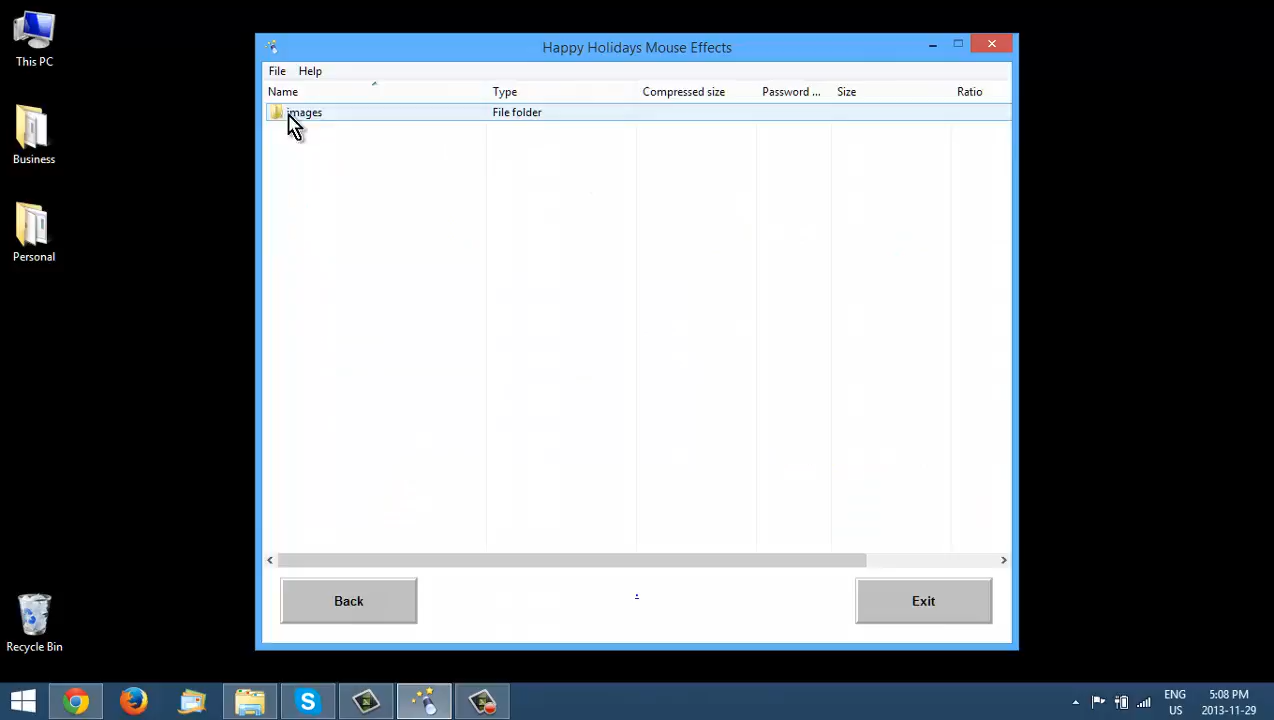 This PC
Business
Personal
Recycle Bin
Happy Holidays Mouse Effects
File Help
Name Type Compressed size Password ... Size Ratio
images File folder
Back
.
Exit
ENG 5:08 PM
US 2013-11-29